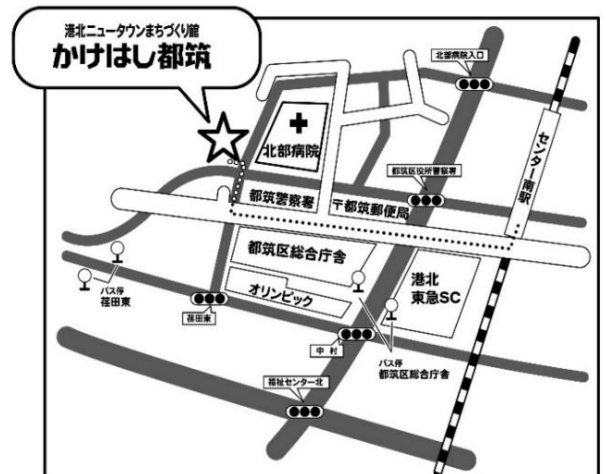 港北ニュータウンまちづくり館
かけはし都筑
北部病院入口
北部病院
センター南駅
都筑区役所警察署
都筑警察署
〒都筑郵便局
都筑区総合庁舎
港北
東急SC
オリンピック
バス停
荏田東
荏田東
中村
バス停
都筑区総合庁舎
福祉センター北